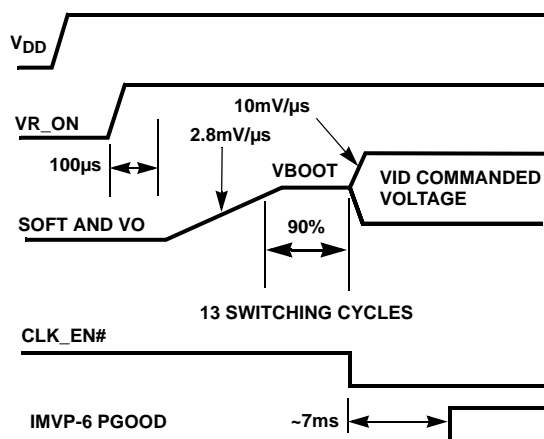 VDD
10mV/µs
VR_ON
2.8mV/µs
100µs
VBOOT
VID COMMANDED
VOLTAGE
SOFT AND VO
90%
13 SWITCHING CYCLES
CLK_EN#
IMVP-6 PGOOD
~7ms